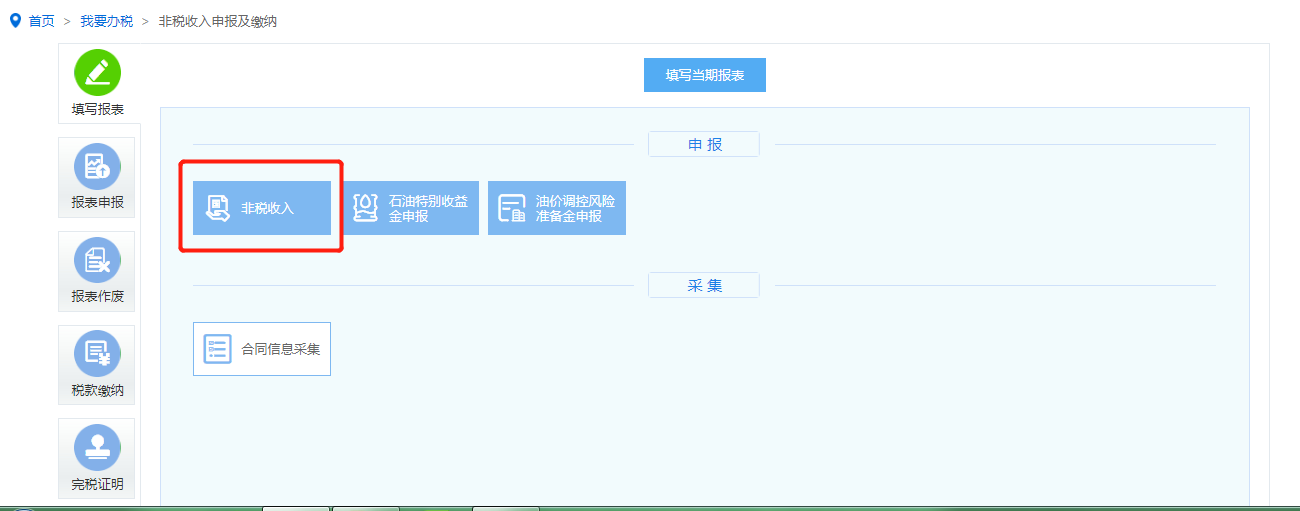 首页 > 我要办税 > 非税收入申报及缴纳
填写报表
填写当期报表
申 报
报表申报
非税收入
石油特别收益
金申报
油价调控风险
准备金申报
报表作废
采 集
税款缴纳
合同信息采集
完税证明